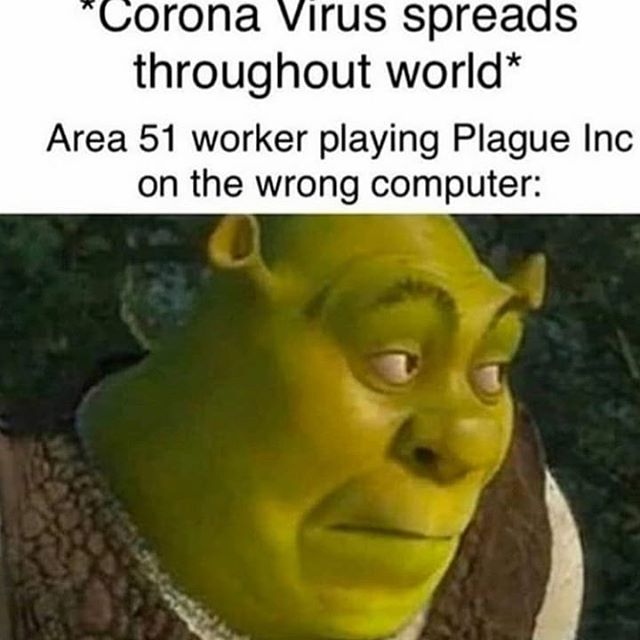 *Corona Virus spreads
throughout world*
Area 51 worker playing Plague Inc
on the wrong computer: